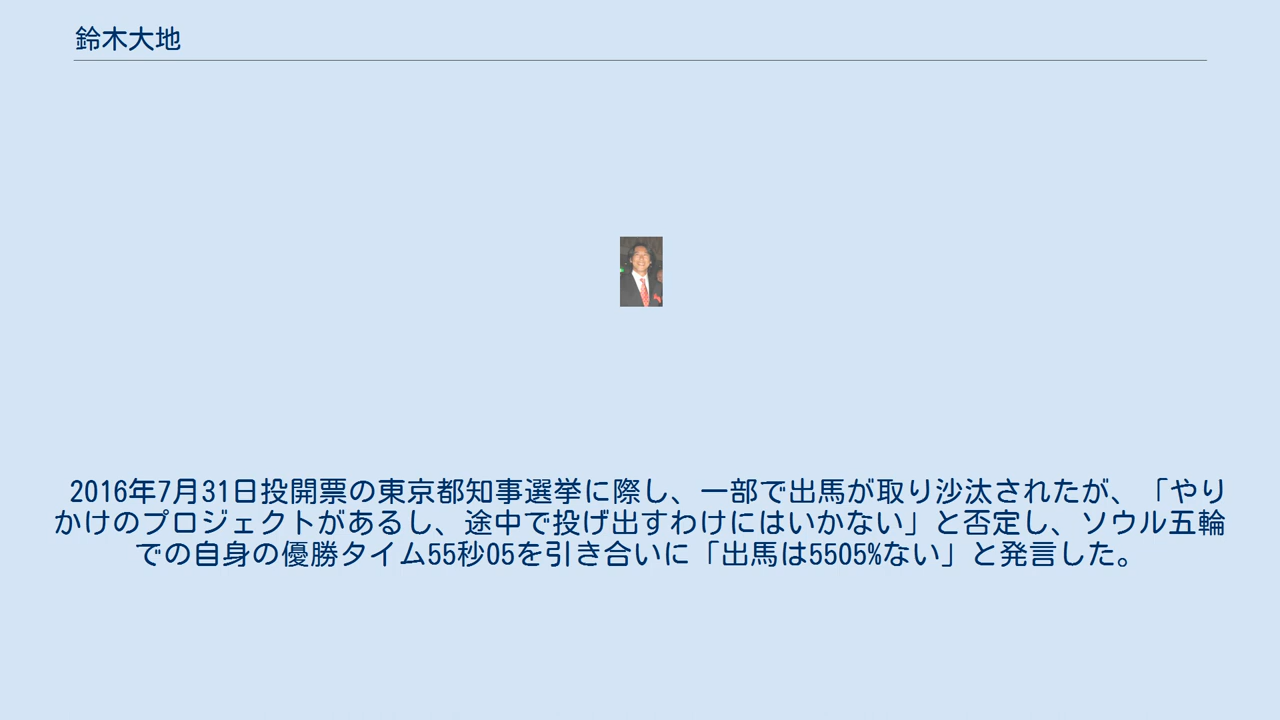 鈴木大地
2016年7月31日投開票の東京都知事選挙に際し、一部で出馬が取り沙汰されたが、「やり
かけのプロジェクトがあるし、途中で投げ出すわけにはいかない」と否定し、ソウル五輪
での自身の優勝タイム55秒05を引き合いに「出馬は5505%ない」と発言した。